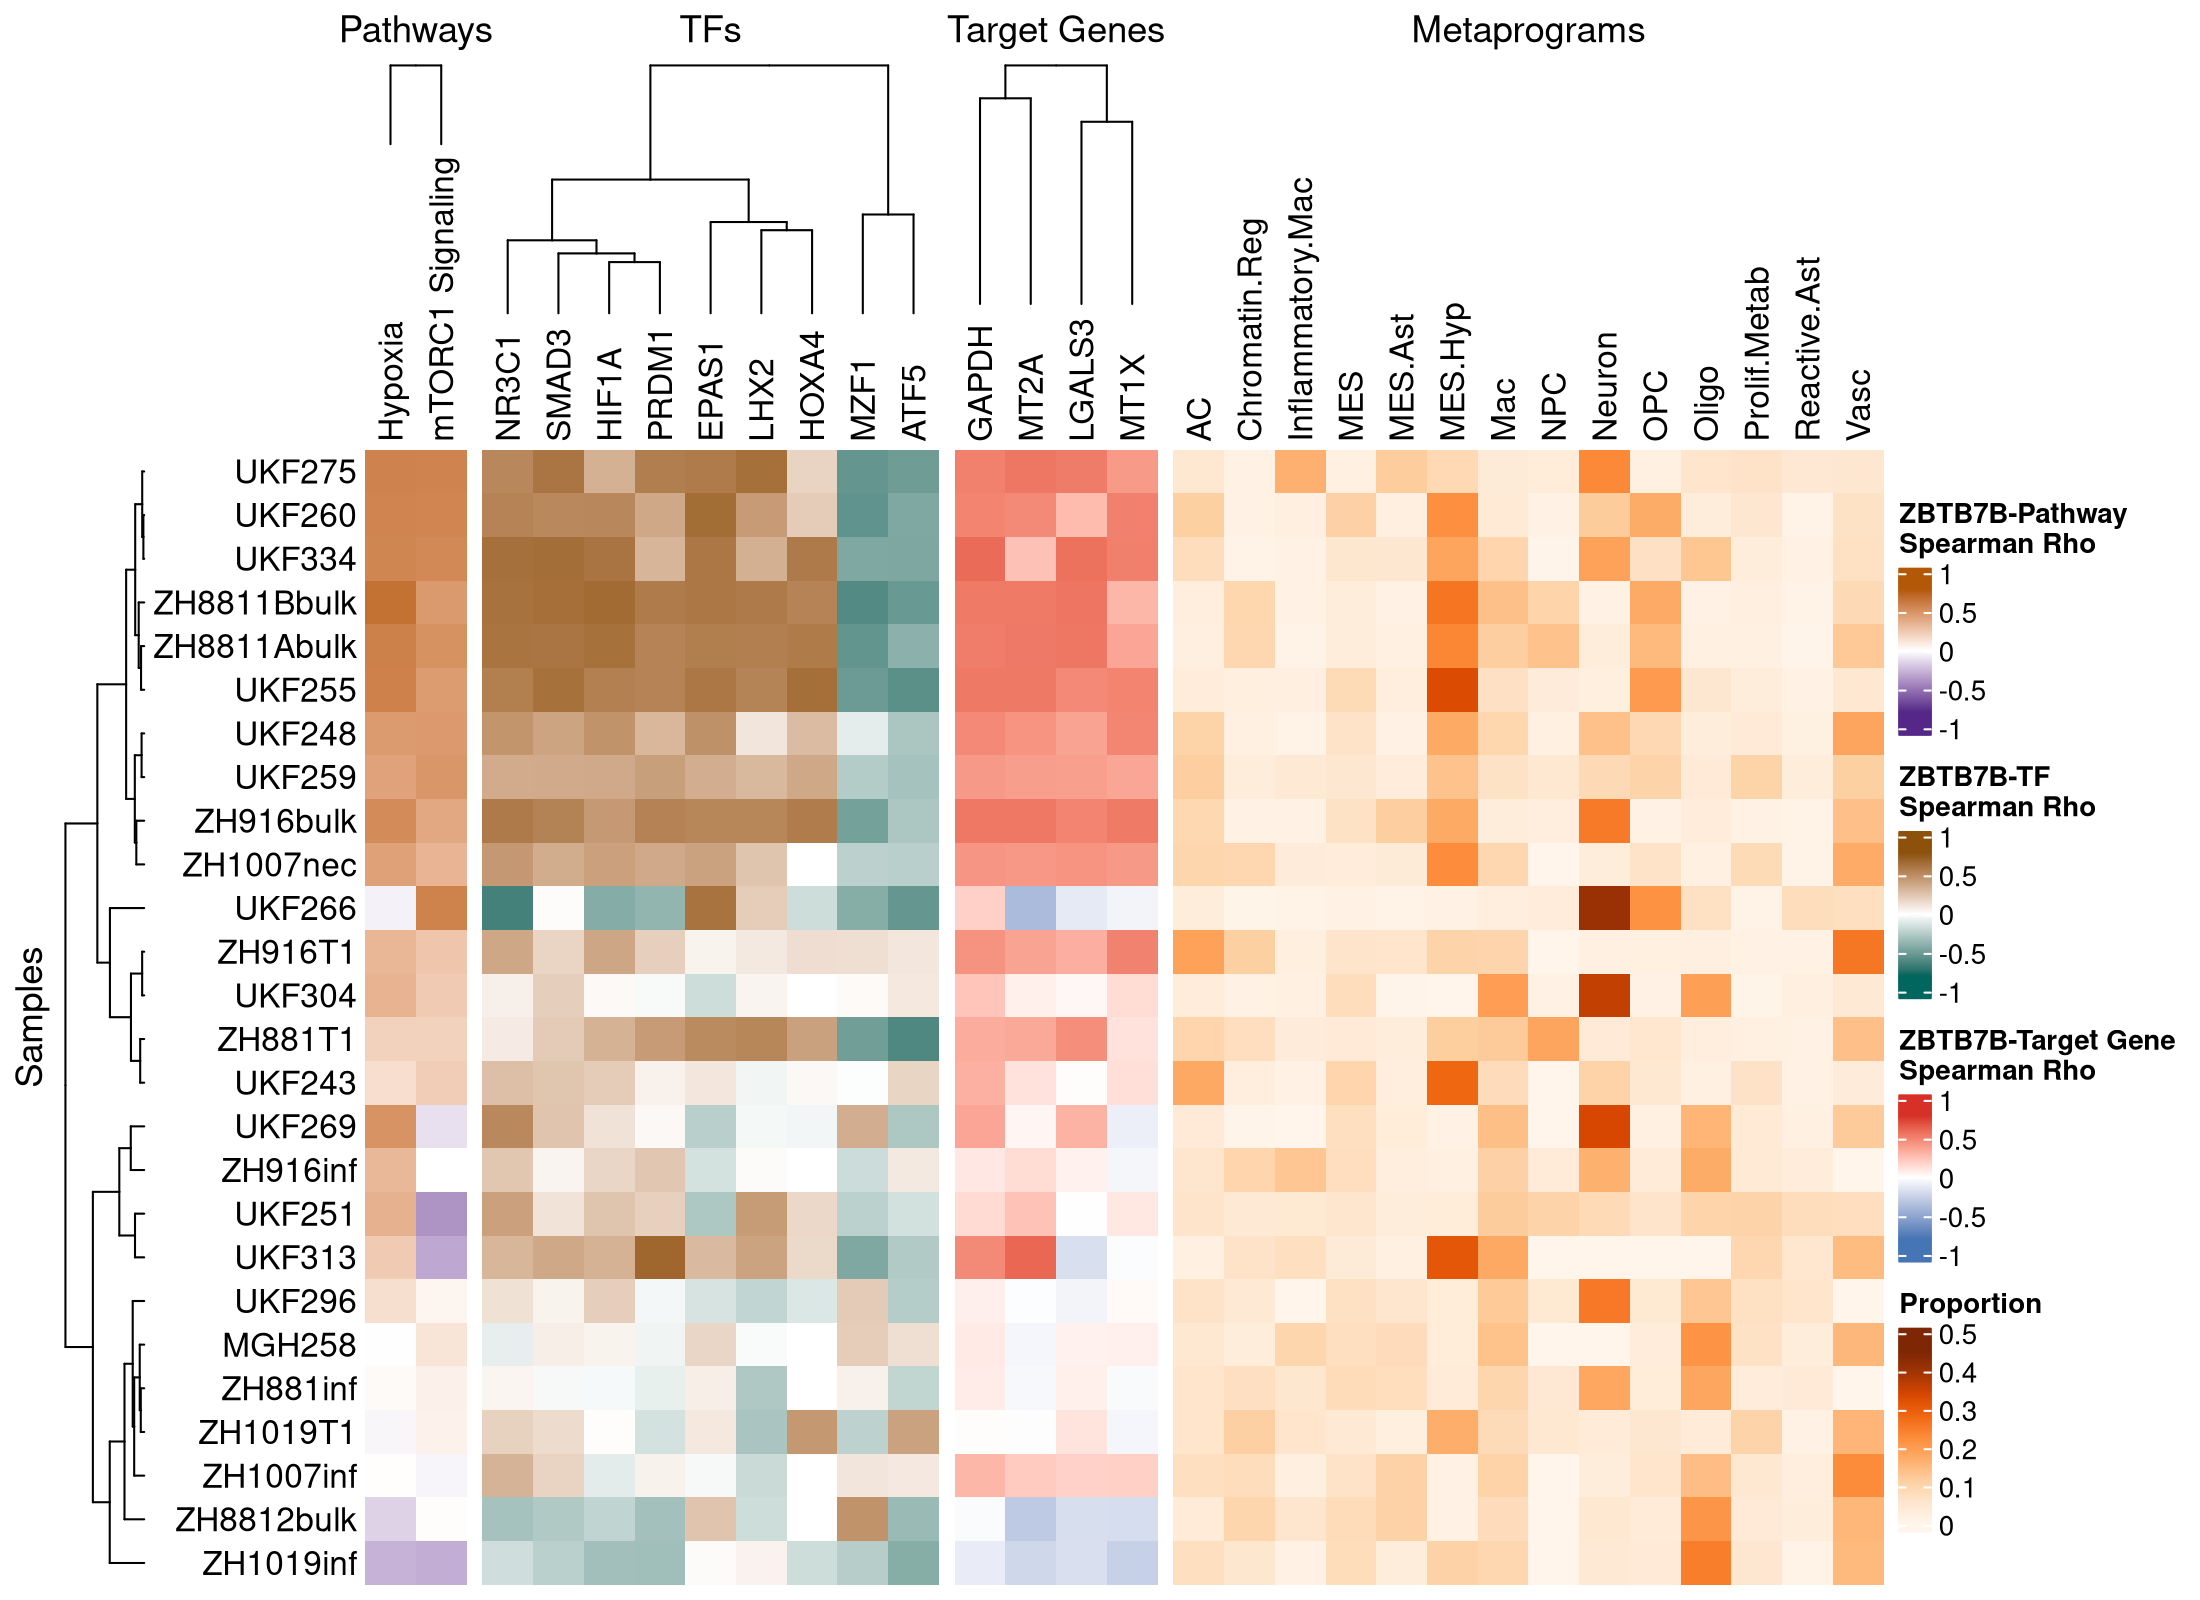 Pathways
TFs
Target Genes
Metaprograms
Hypoxia
mTORC1 Signaling
NR3C1
SMAD3
HIF1A
PRDM1
EPAS1
LHX2
HOXA4
MZF1
ATF5
GAPDH
MT2A
LGALS3
MT1X
AC
Chromatin.Reg
Inflammatory.Mac
MES
MES.Ast
MES.Hyp
Mac
NPC
Neuron
OPC
Oligo
Prolif.Metab
Reactive.Ast
Vasc
Samples
UKF275
UKF260
UKF334
ZH8811Bbulk
ZH8811Abulk
UKF255
UKF248
UKF259
ZH916bulk
ZH1007nec
UKF266
ZH916T1
UKF304
ZH881T1
UKF243
UKF269
ZH916inf
UKF251
UKF313
UKF296
MGH258
ZH881inf
ZH1019T1
ZH1007inf
ZH8812bulk
ZH1019inf
ZBTB7B-Pathway
Spearman Rho
1
0.5
0
-0.5
-1
ZBTB7B-TF
Spearman Rho
1
0.5
0
-0.5
-1
ZBTB7B-Target Gene
Spearman Rho
1
0.5
0
-0.5
-1
Proportion
0.5
0.4
0.3
0.2
0.1
0